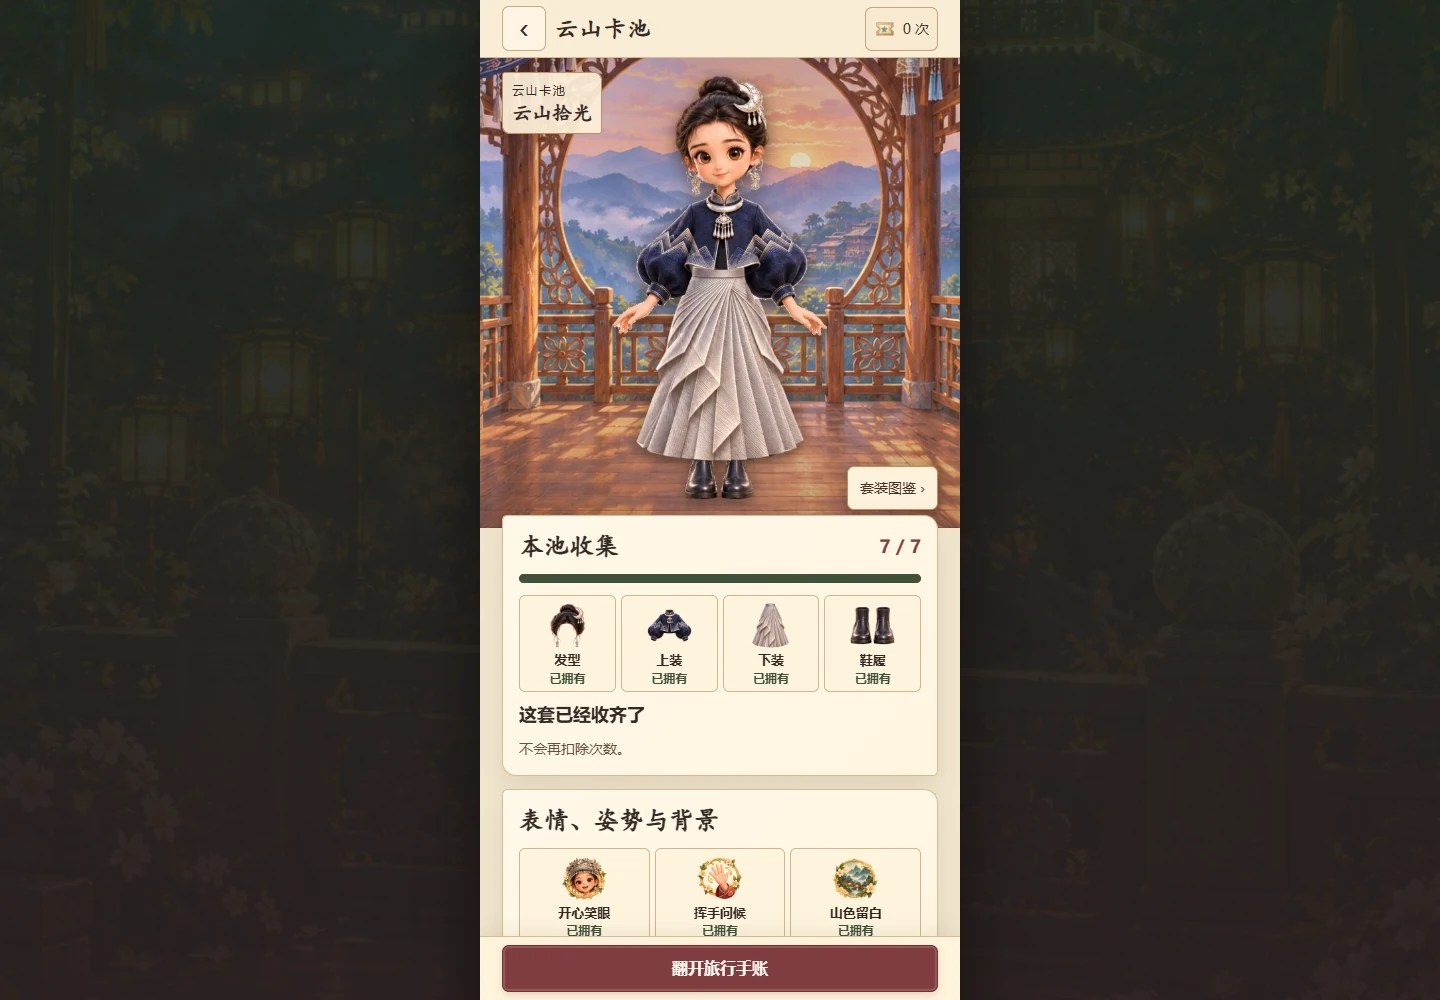 ‹ 云山卡池 0 次
云山卡池
云山拾光
套装图鉴 ›
本池收集 7 / 7
发型 上装 下装 鞋履
已拥有 已拥有 已拥有 已拥有
这套已经收齐了
不会再扣除次数。
表情、姿势与背景
开心笑眼 挥手问候 山色留白
已拥有 已拥有 已拥有
翻开旅行手账